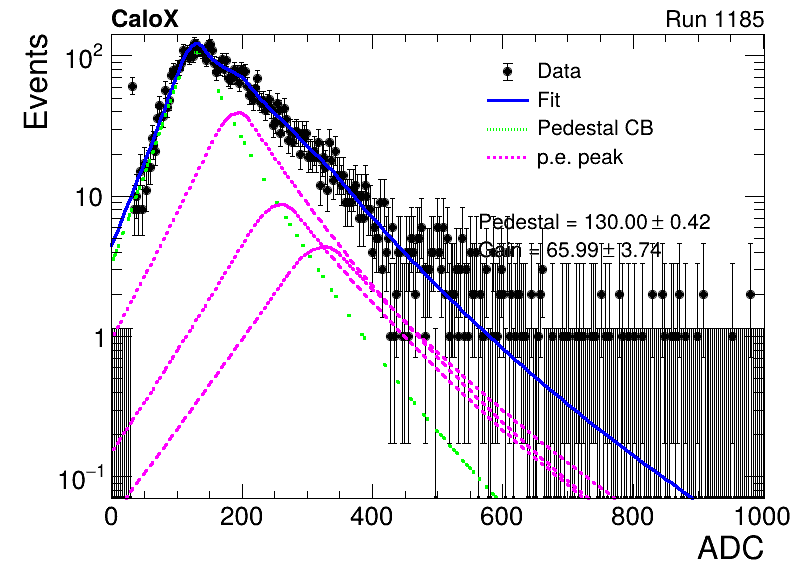 CaloX Run 1185
Events
10²
10
1
10⁻¹
Data
Fit
Pedestal CB
p.e. peak
Pedestal = 130.00 ± 0.42
Gain = 65.99 ± 3.74
0 200 400 600 800 1000
ADC